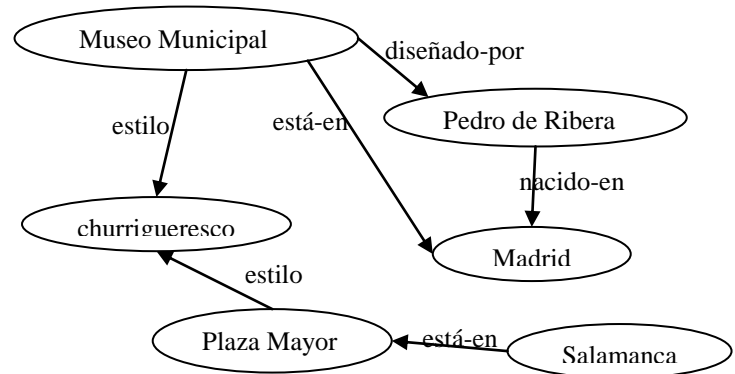 Museo Municipal
diseñado-por
estilo
está-en
Pedro de Ribera
nacido-en
churrigueresco
Madrid
estilo
Plaza Mayor
está-en
Salamanca